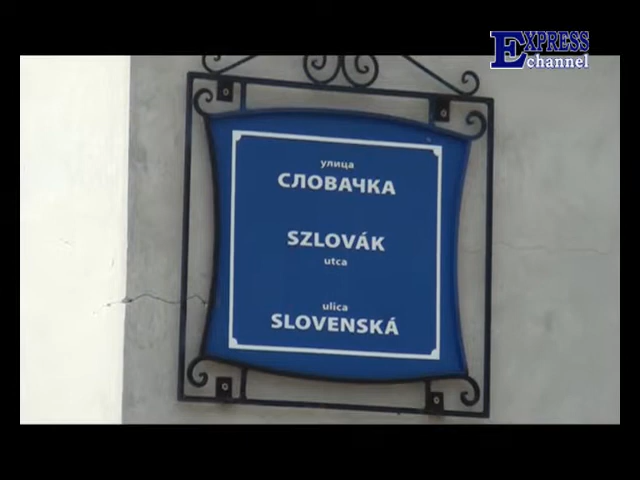 EXPRESS
channel
улица
СЛОВАЧКА
SZLOVÁK
utca
ulica
SLOVENSKÁ